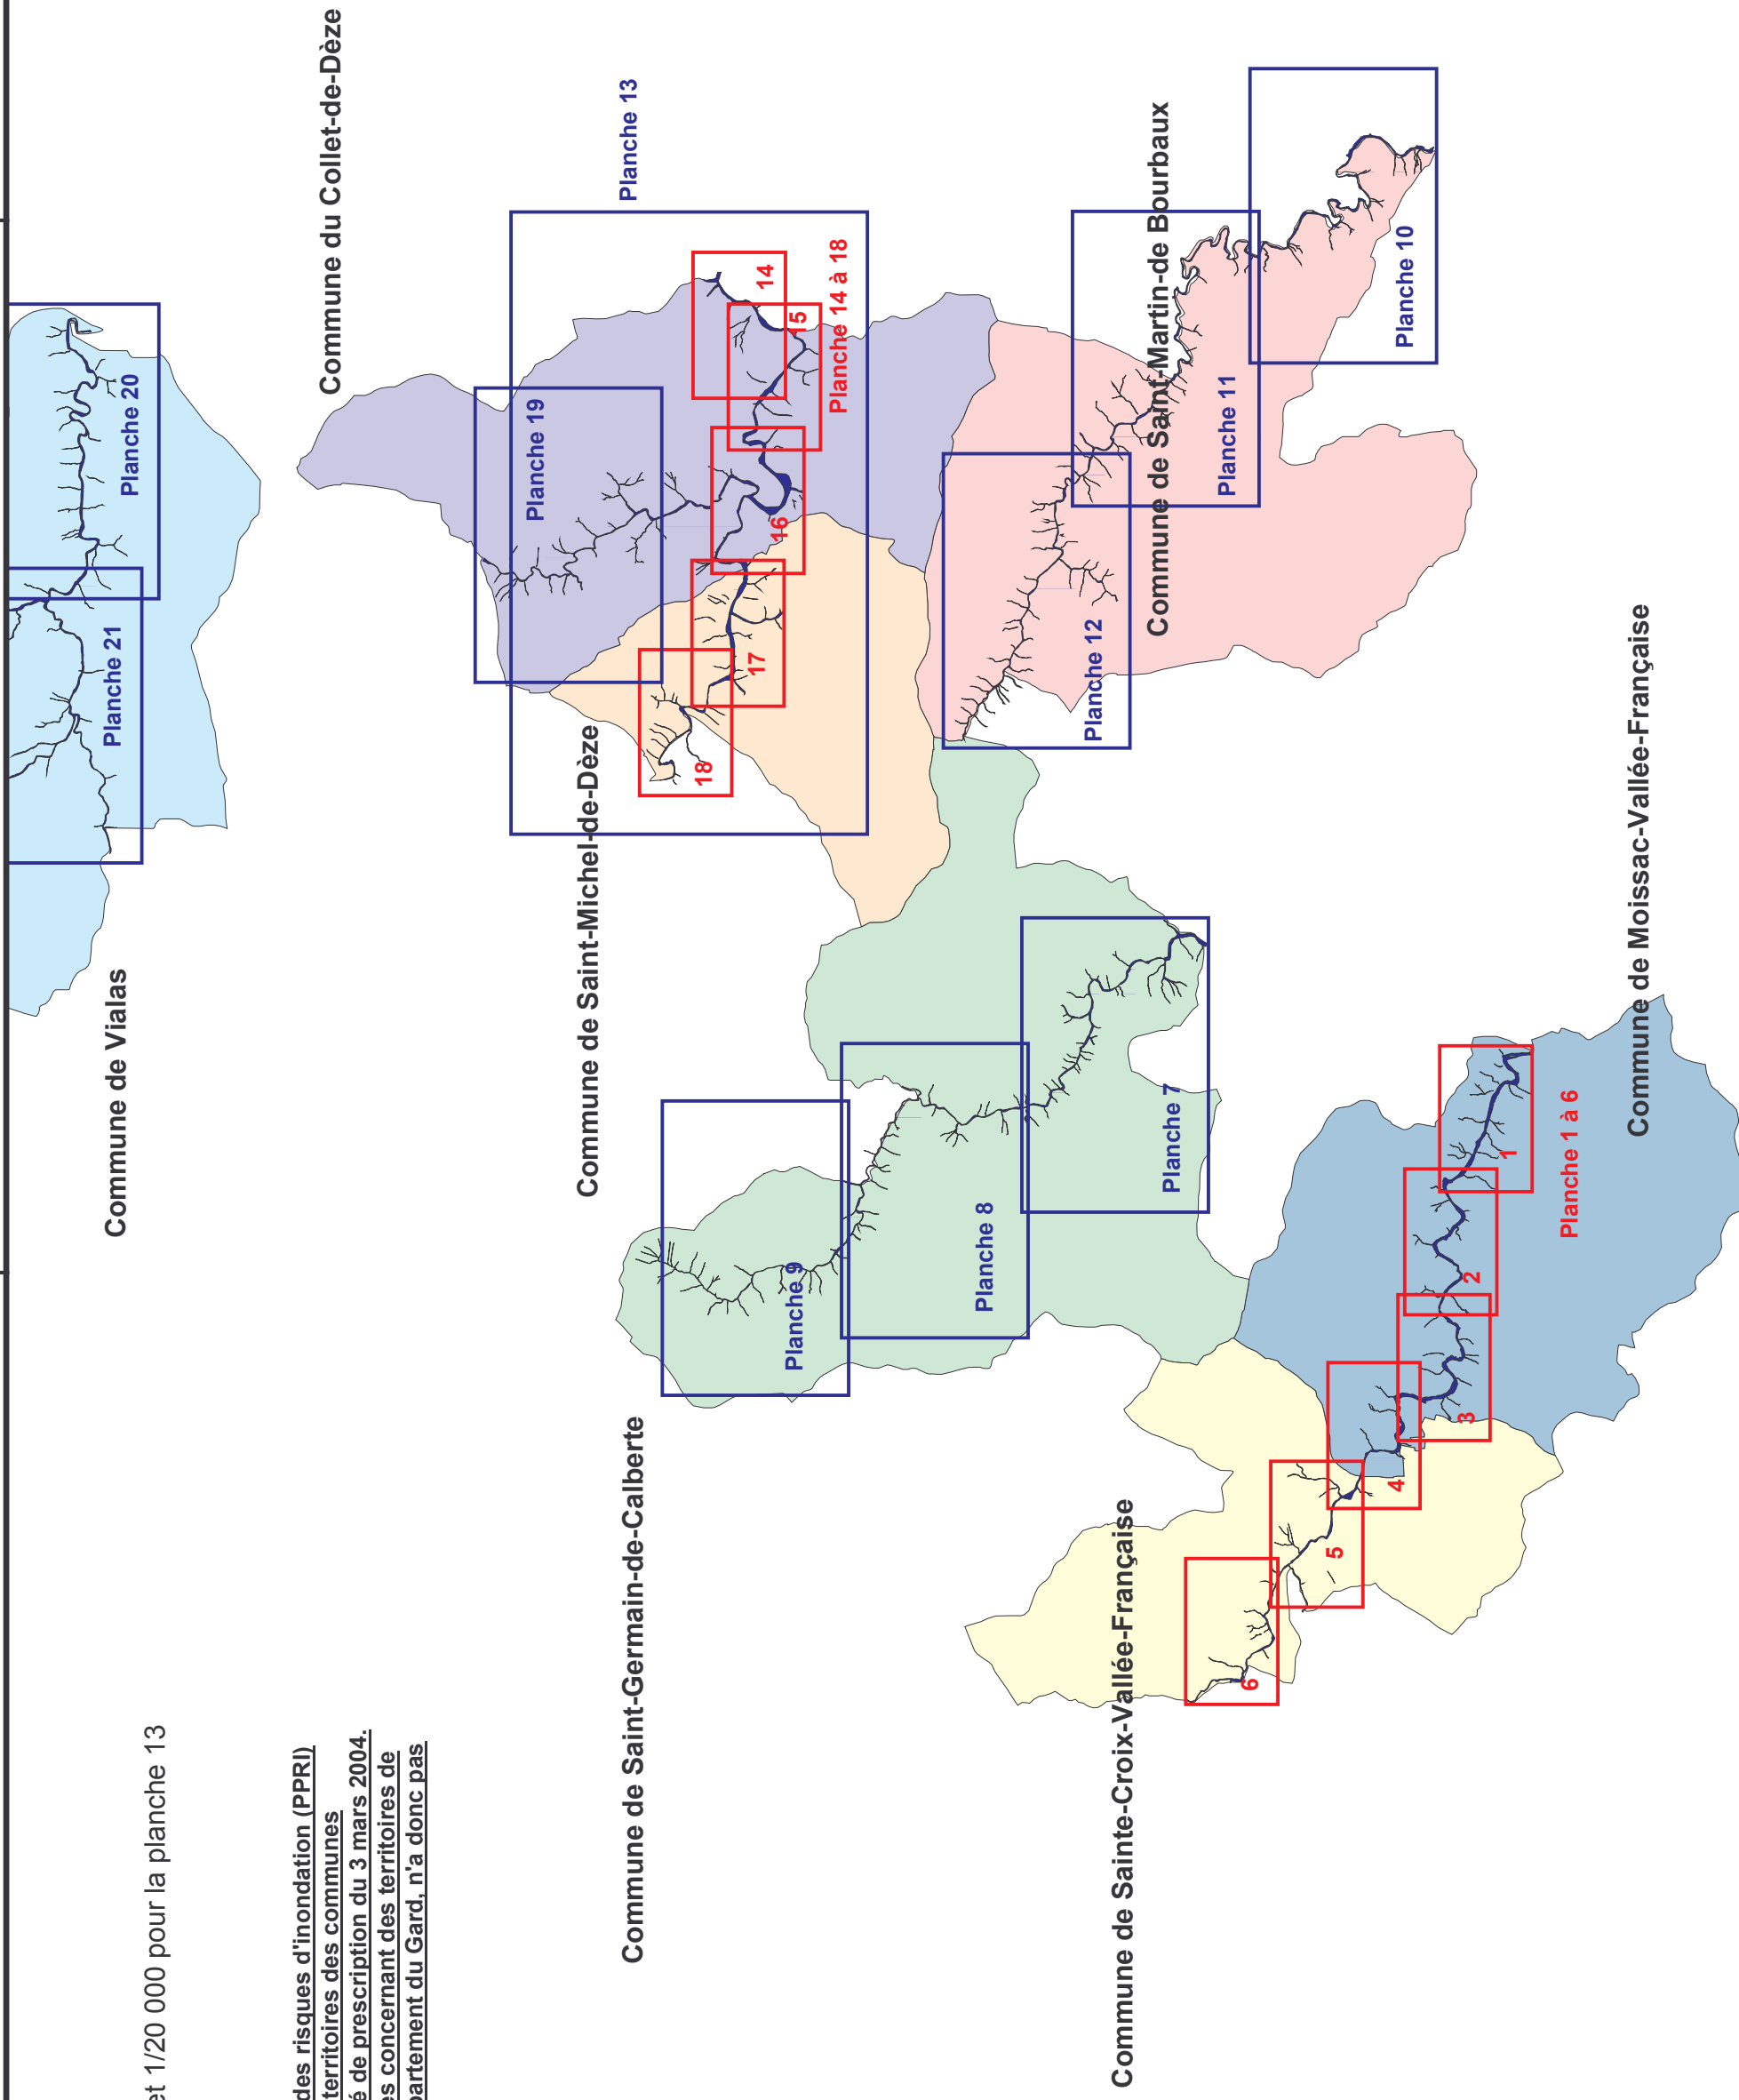 et 1/20 000 pour la planche 13
des risques d'inondation (PPRI)
territoires des communes
é de prescription du 3 mars 2004.
es concernant des territoires de
partement du Gard, n'a donc pas
Commune de Vialas
Planche 21
Planche 20
Commune du Collet-de-Dèze
Planche 13
Planche 19
14
15
Planche 14 à 18
16
17
18
Commune de Saint-Michel-de-Dèze
Commune de Saint-Martin-de Bourbaux
Planche 10
Planche 11
Planche 12
Commune de Saint-Germain-de-Calberte
Planche 9
Planche 8
Planche 7
Commune de Sainte-Croix-Vallée-Française
6
5
4
3
2
1
Planche 1 à 6
Commune de Moissac-Vallée-Française